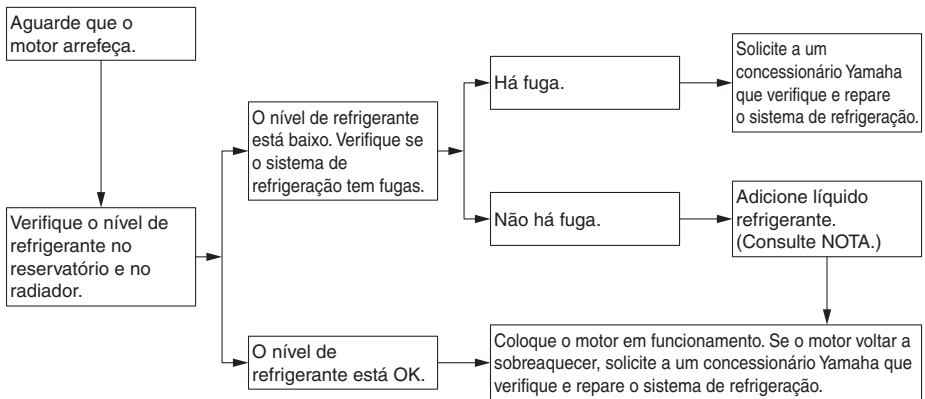 Aguarde que o
motor arrefeça.
Verifique o nível de
refrigerante no
reservatório e no
radiador.
O nível de refrigerante
está baixo. Verifique se
o sistema de
refrigeração tem fugas.
Há fuga.
Solicite a um
concessionário Yamaha
que verifique e repare
o sistema de refrigeração.
Não há fuga.
Adicione líquido
refrigerante.
(Consulte NOTA.)
O nível de
refrigerante está OK.
Coloque o motor em funcionamento. Se o motor voltar a
sobreaquecer, solicite a um concessionário Yamaha que
verifique e repare o sistema de refrigeração.